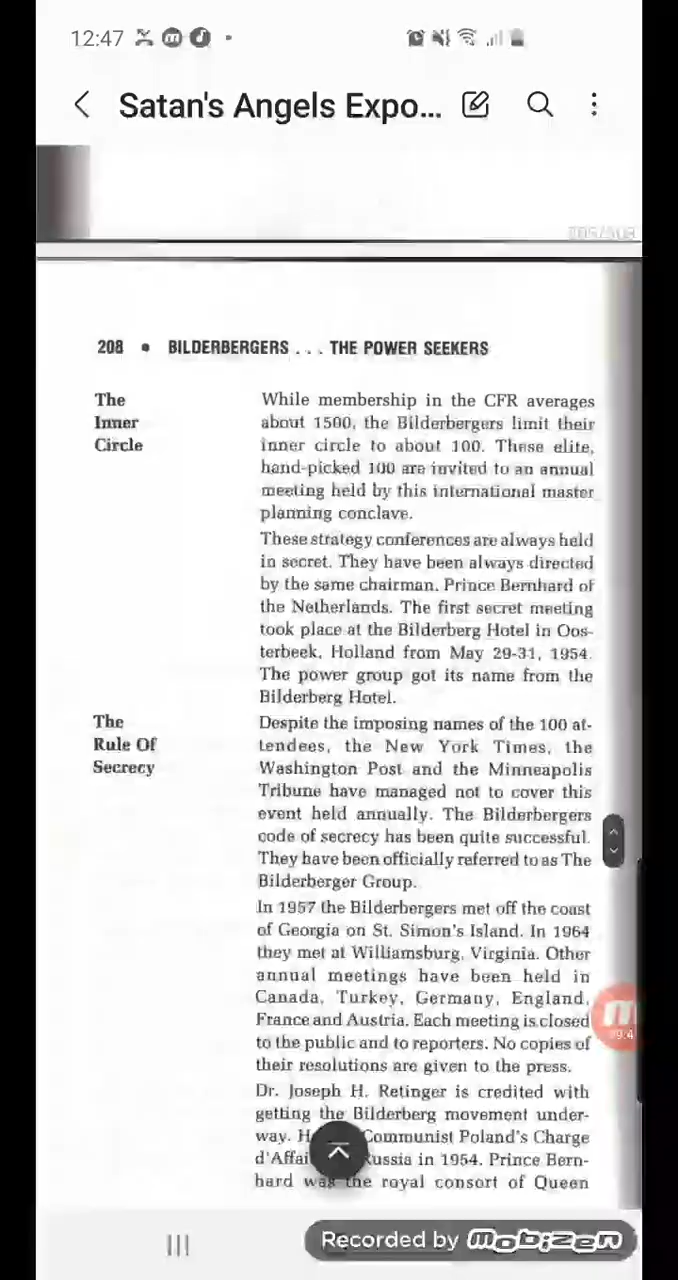 12:47
Satan's Angels Expo...
208 • BILDERBERGERS . . . THE POWER SEEKERS
The
Inner
Circle
While membership in the CFR averages
about 1500, the Bilderbergers limit their
inner circle to about 100. These elite,
hand-picked 100 are invited to an annual
meeting held by this international master
planning conclave.
These strategy conferences are always held
in secret. They have been always directed
by the same chairman, Prince Bernhard of
the Netherlands. The first secret meeting
took place at the Bilderberg Hotel in Oos-
terbeek, Holland from May 29-31, 1954.
The power group got its name from the
Bilderberg Hotel.
The
Rule Of
Secrecy
Despite the imposing names of the 100 at-
tendees, the New York Times, the
Washington Post and the Minneapolis
Tribune have managed not to cover this
event held annually. The Bilderbergers
code of secrecy has been quite successful.
They have been officially referred to as The
Bilderberger Group.
In 1957 the Bilderbergers met off the coast
of Georgia on St. Simon's Island. In 1964
they met at Williamsburg, Virginia. Other
annual meetings have been held in
Canada, Turkey, Germany, England,
France and Austria. Each meeting is closed
to the public and to reporters. No copies of
their resolutions are given to the press.
Dr. Joseph H. Retinger is credited with
getting the Bilderberg movement under-
way. Communist Poland's Charge
d'Affai Russia in 1954. Prince Bern-
hard was the royal consort of Queen
Recorded by mobizen